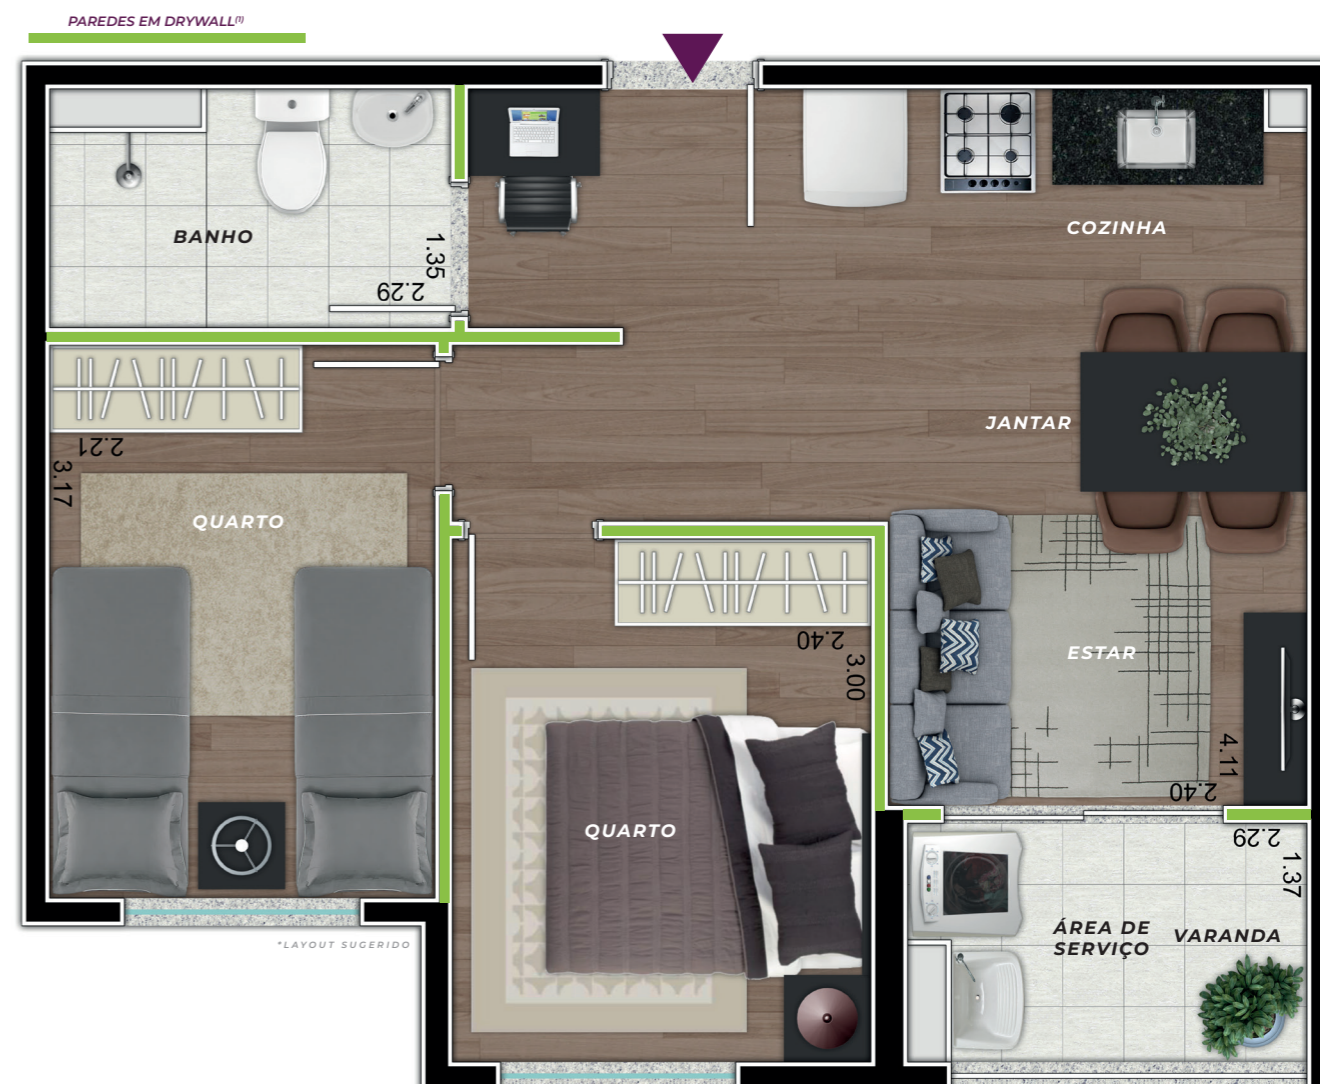 PAREDES EM DRYWALL(1)
BANHO
1.35
2.29
COZINHA
JANTAR
2.21
3.17
QUARTO
2.40
3.00
ESTAR
4.11
2.40
QUARTO
2.29
1.37
ÁREA DE
SERVIÇO
VARANDA
*LAYOUT SUGERIDO